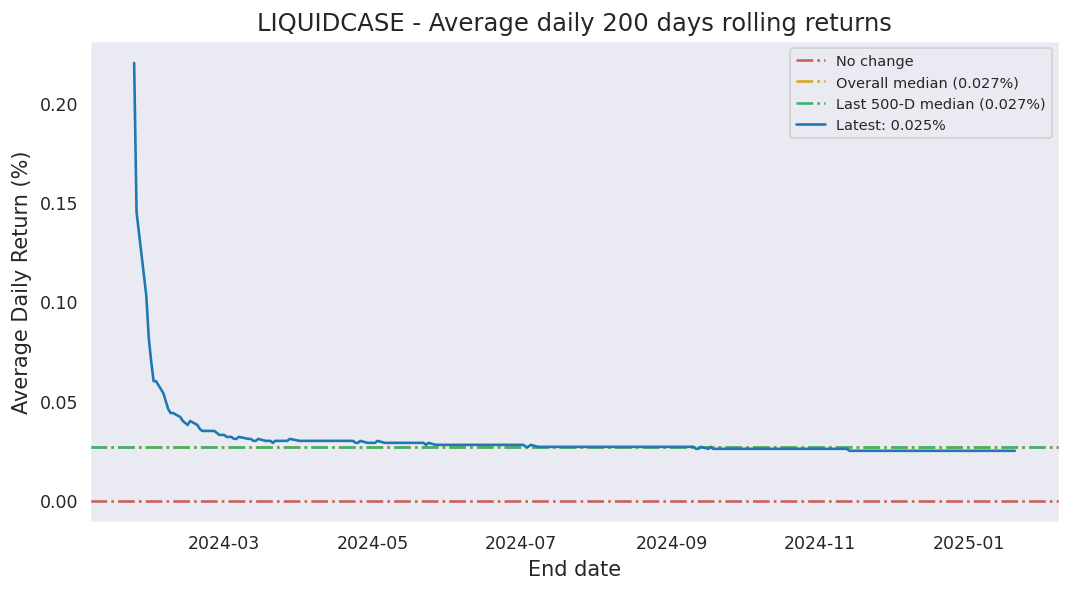 LIQUIDCASE - Average daily 200 days rolling returns
No change
Overall median (0.027%)
Last 500-D median (0.027%)
Latest: 0.025%
Average Daily Return (%)
0.20
0.15
0.10
0.05
0.00
2024-03 2024-05 2024-07 2024-09 2024-11 2025-01
End date